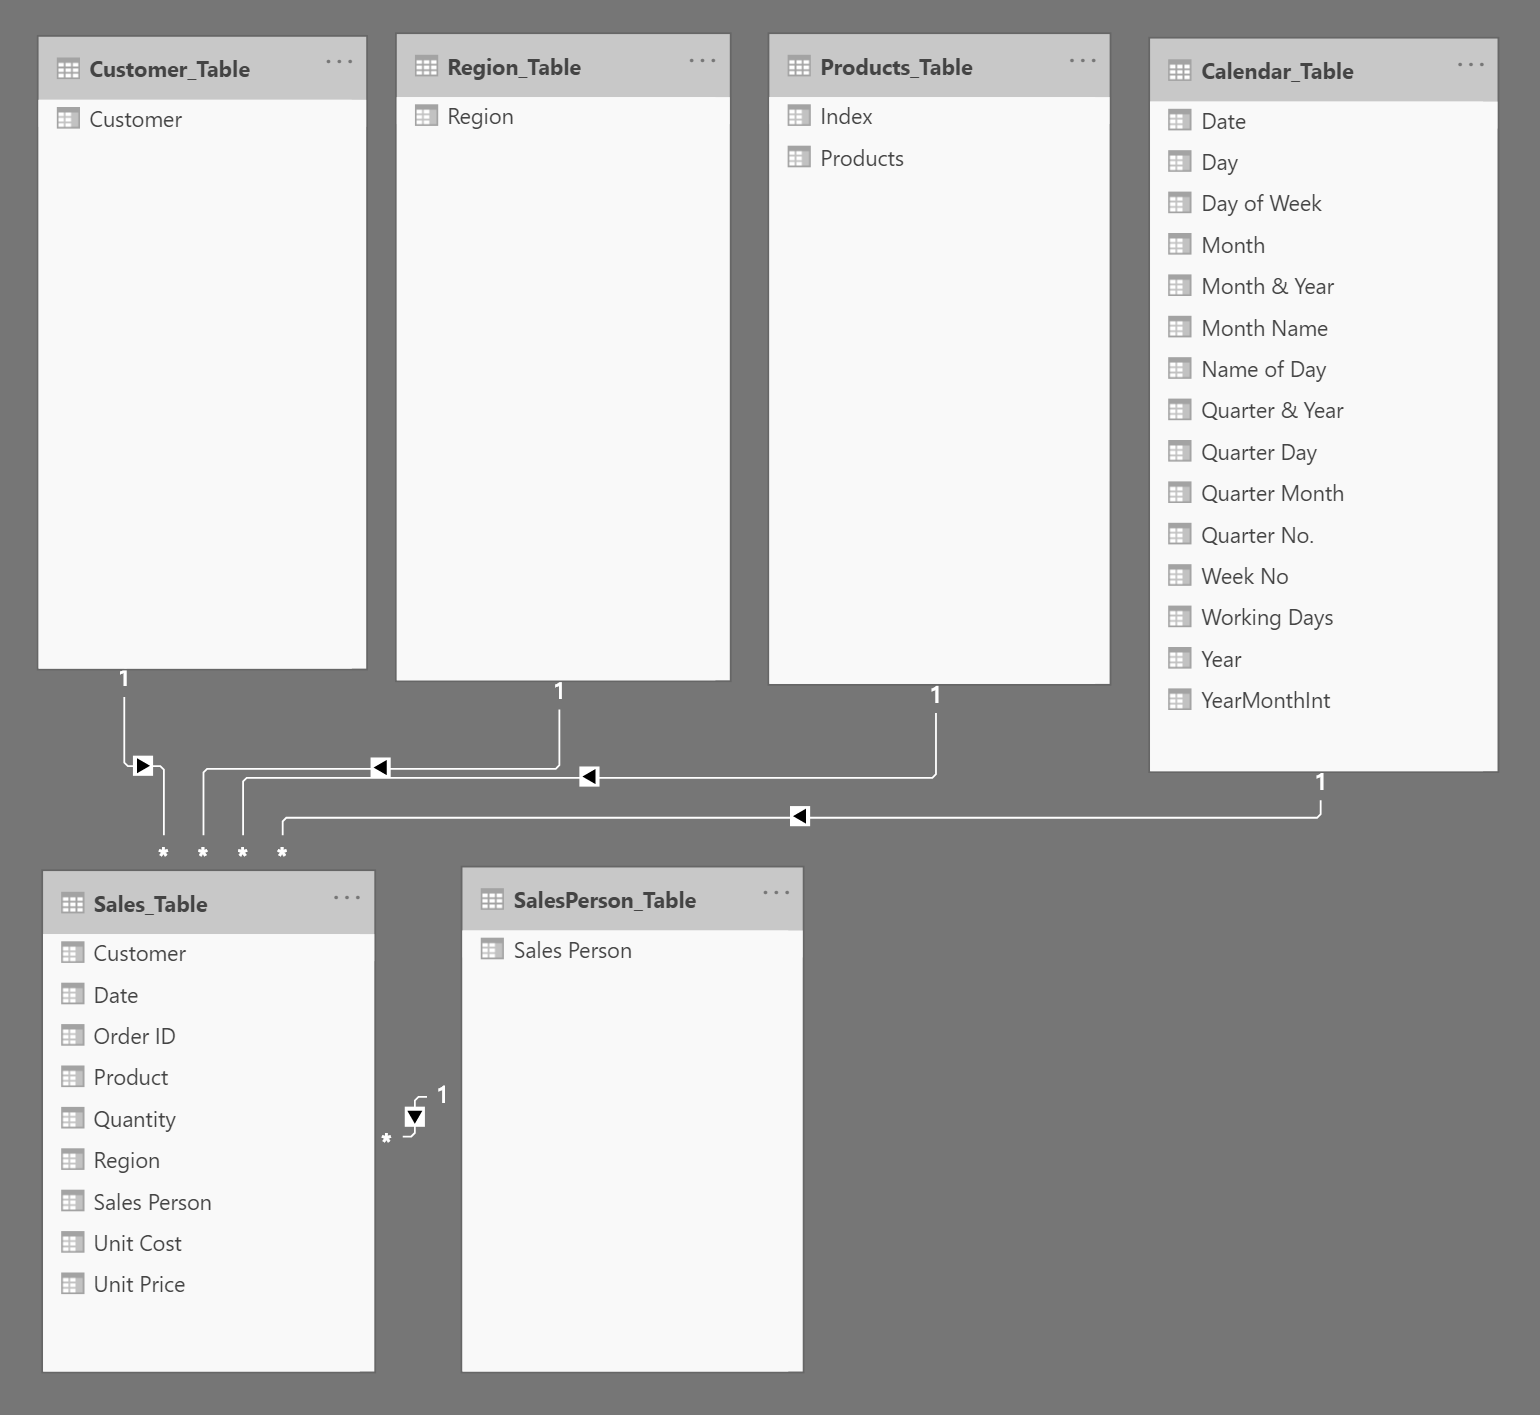 Customer_Table
Customer
Region_Table
Region
Products_Table
Index
Products
Calendar_Table
Date
Day
Day of Week
Month
Month & Year
Month Name
Name of Day
Quarter & Year
Quarter Day
Quarter Month
Quarter No.
Week No
Working Days
Year
YearMonthInt
1
1
1
1
* * * *
Sales_Table
Customer
Date
Order ID
Product
Quantity
Region
Sales Person
Unit Cost
Unit Price
1
*
SalesPerson_Table
Sales Person